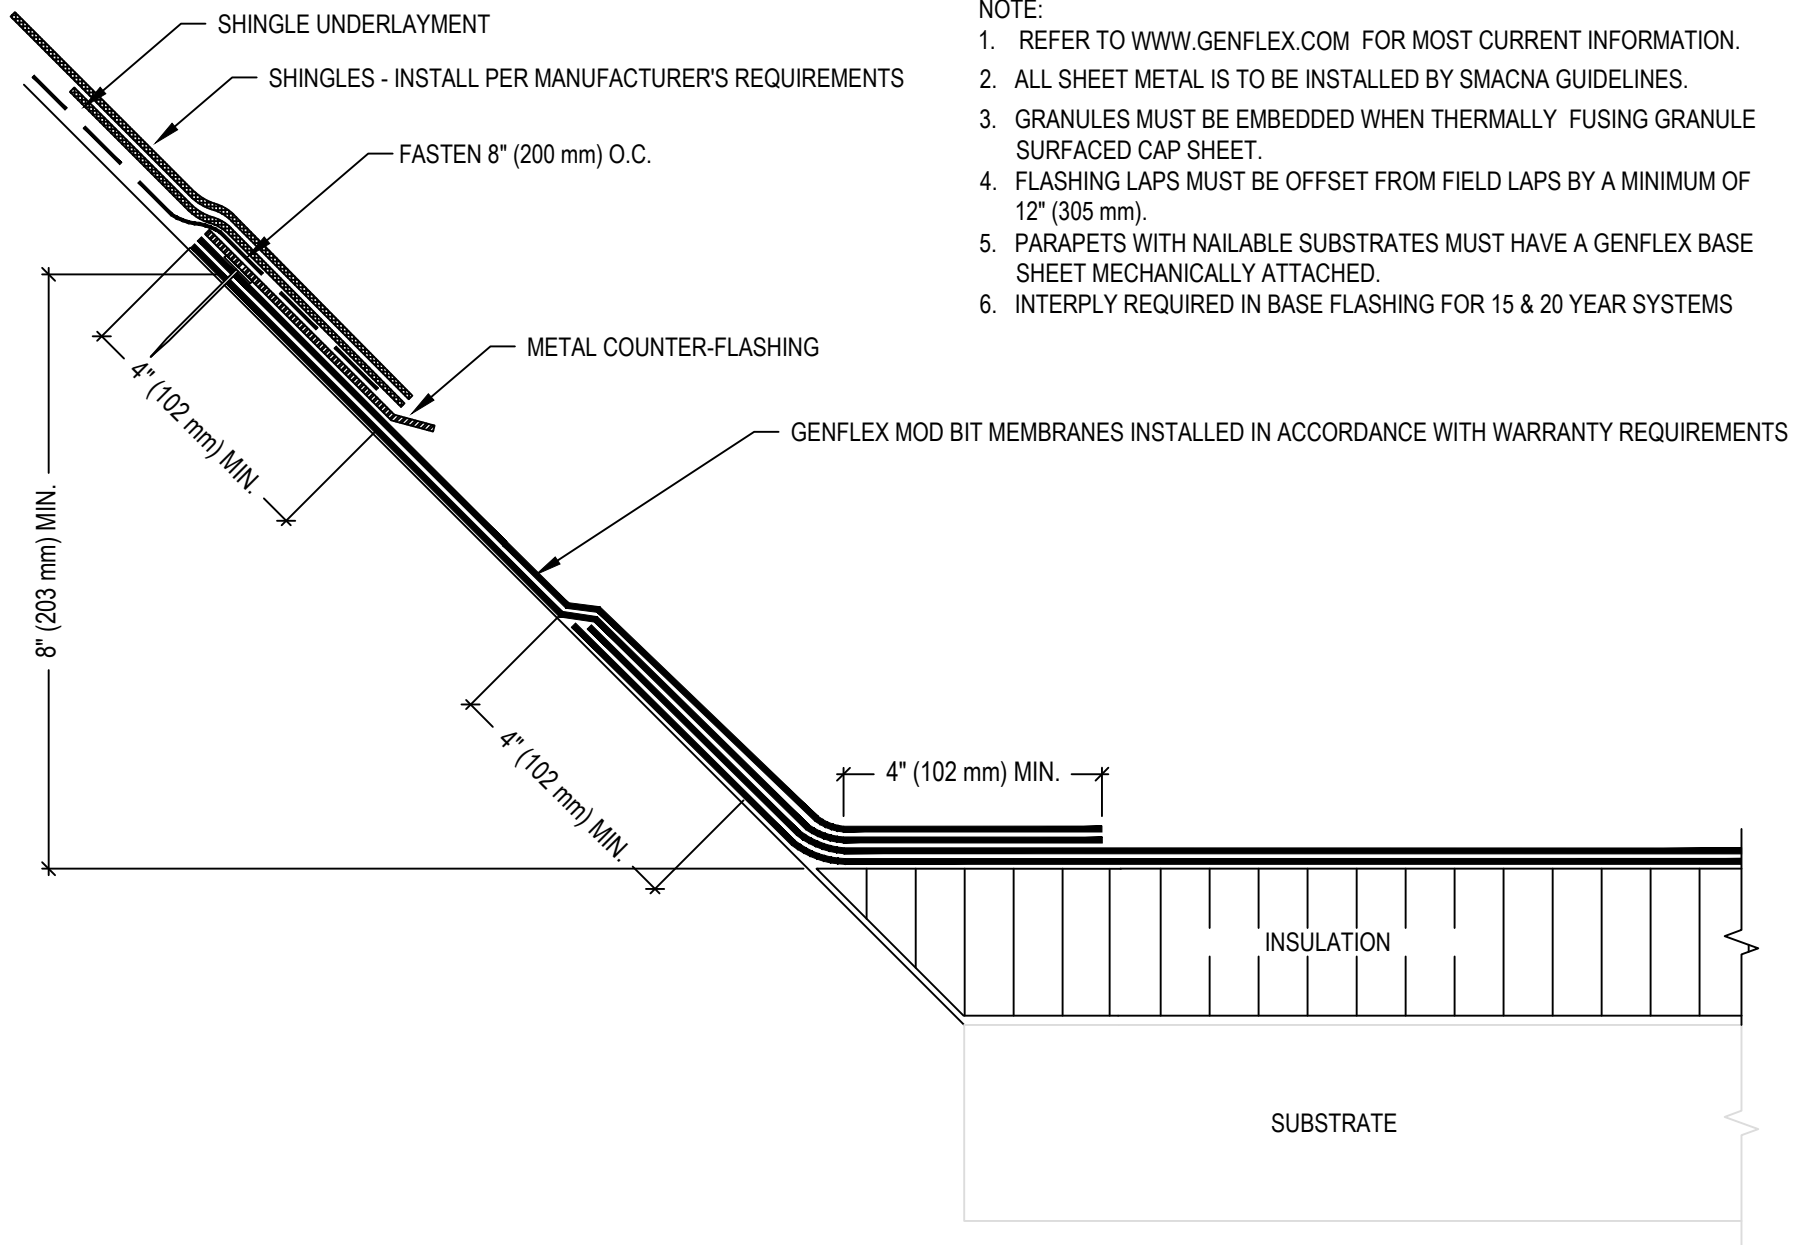 SHINGLE UNDERLAYMENT
SHINGLES - INSTALL PER MANUFACTURER'S REQUIREMENTS
FASTEN 8" (200 mm) O.C.
NOTE:
1. REFER TO WWW.GENFLEX.COM FOR MOST CURRENT INFORMATION.
2. ALL SHEET METAL IS TO BE INSTALLED BY SMACNA GUIDELINES.
3. GRANULES MUST BE EMBEDDED WHEN THERMALLY FUSING GRANULE
SURFACED CAP SHEET.
4. FLASHING LAPS MUST BE OFFSET FROM FIELD LAPS BY A MINIMUM OF
12" (305 mm).
5. PARAPETS WITH NAILABLE SUBSTRATES MUST HAVE A GENFLEX BASE
SHEET MECHANICALLY ATTACHED.
6. INTERPLY REQUIRED IN BASE FLASHING FOR 15 & 20 YEAR SYSTEMS
METAL COUNTER-FLASHING
4" (102 mm) MIN.
GENFLEX MOD BIT MEMBRANES INSTALLED IN ACCORDANCE WITH WARRANTY REQUIREMENTS
8" (203 mm) MIN.
4" (102 mm) MIN.
4" (102 mm) MIN.
INSULATION
SUBSTRATE